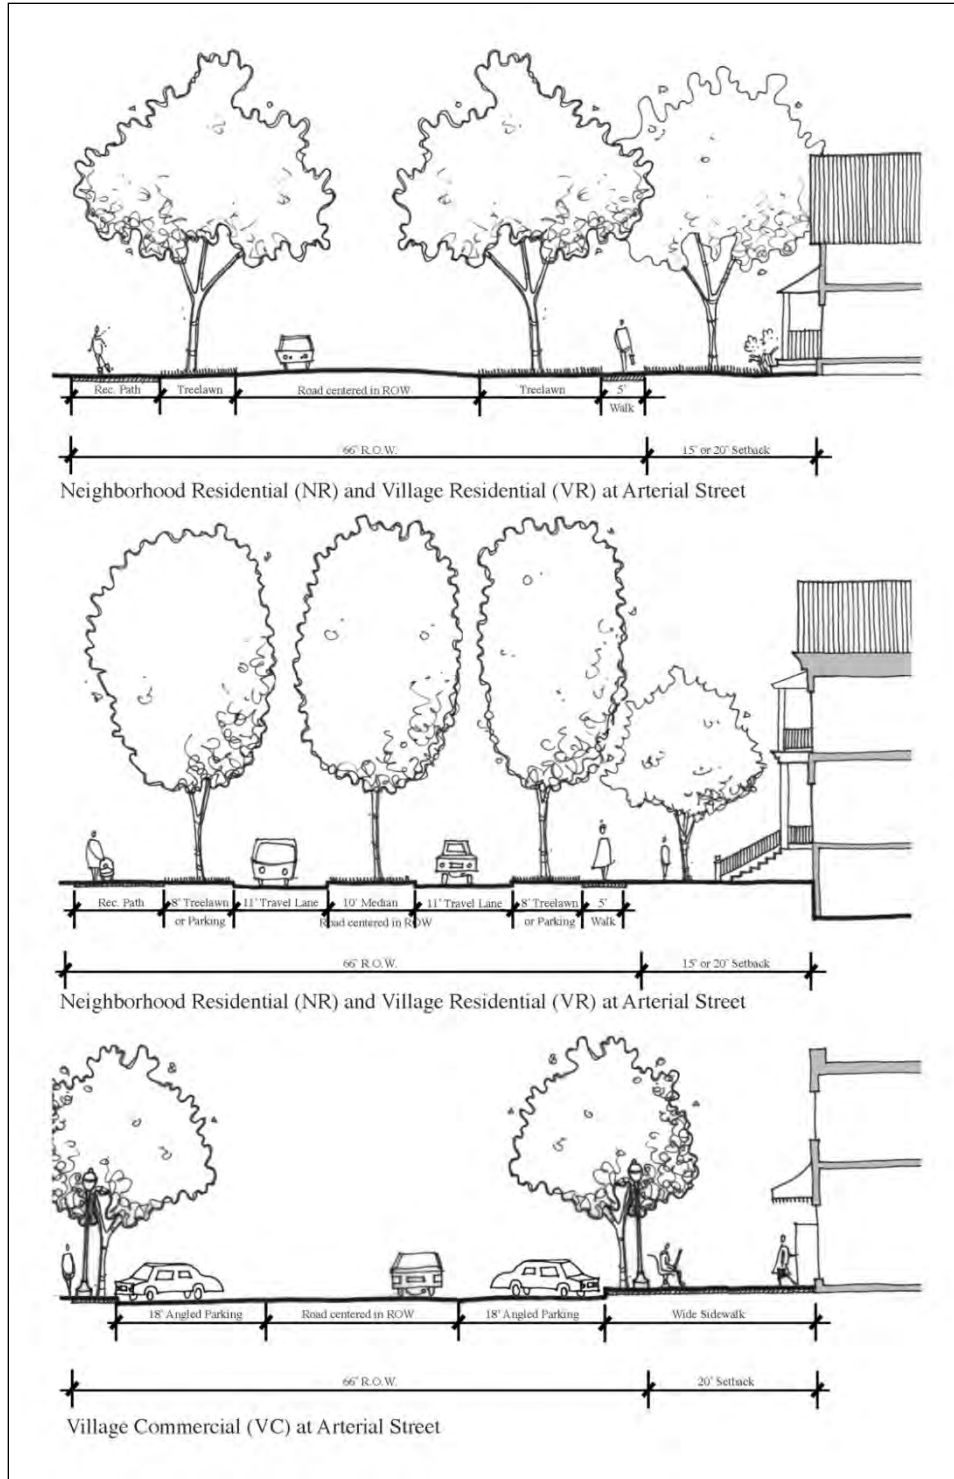 Rec. Path Treelawn Road centered in ROW Treelawn 5'
Walk
66' R.O.W. 15' or 20' Setback
Neighborhood Residential (NR) and Village Residential (VR) at Arterial Street
Rec. Path 8' Treelawn 11' Travel Lane 10' Median 11' Travel Lane 8' Treelawn 5'
or Parking Road centered in ROW or Parking Walk
66' R.O.W. 15' or 20' Setback
Neighborhood Residential (NR) and Village Residential (VR) at Arterial Street
18' Angled Parking Road centered in ROW 18' Angled Parking Wide Sidewalk
66' R.O.W. 20' Setback
Village Commercial (VC) at Arterial Street